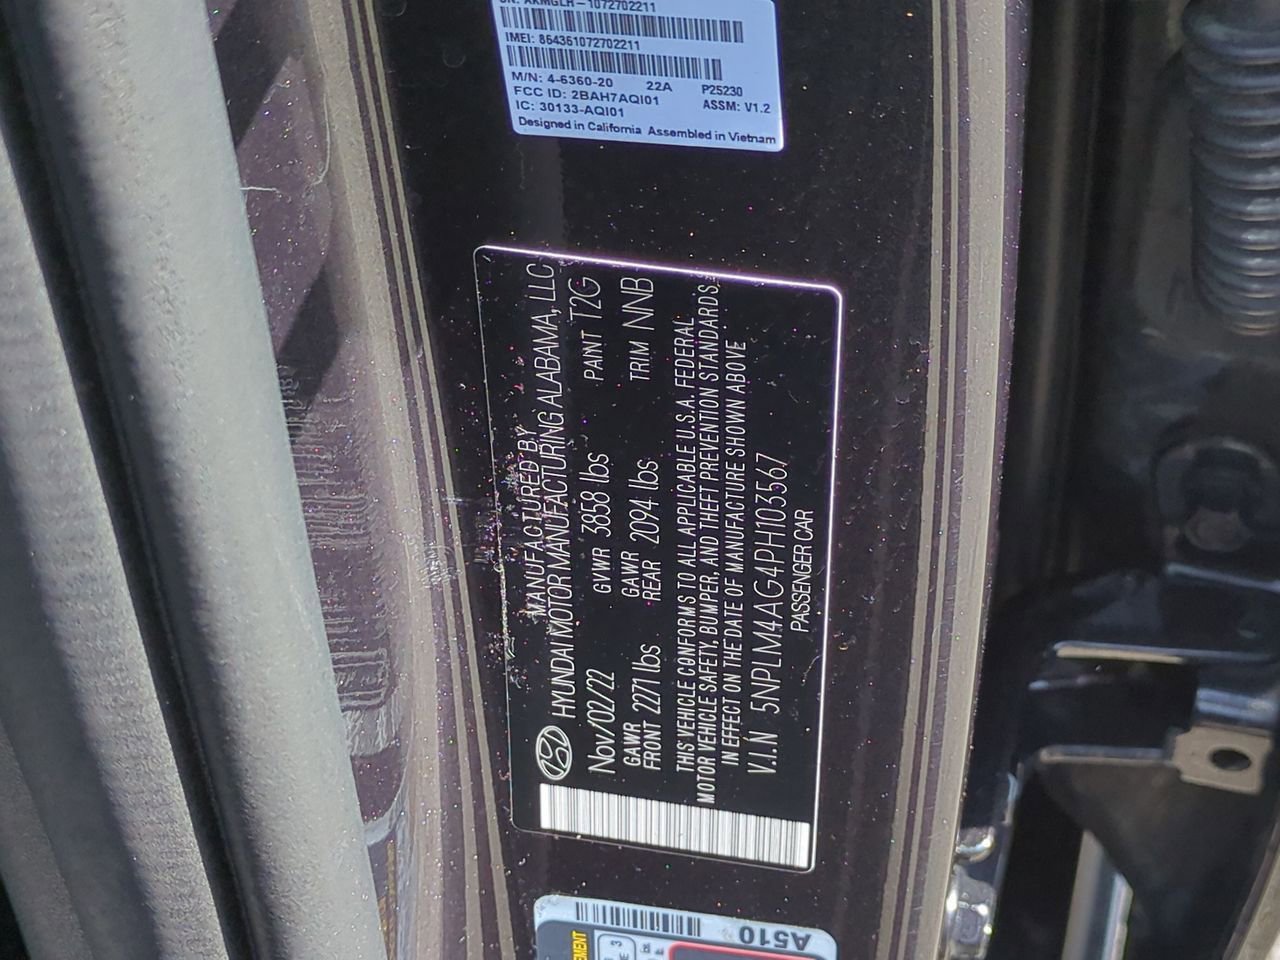 SN: AKMGLH-1072702211
IMEI: 864361072702211
M/N: 4-6360-20 22A P25230
FCC ID: 2BAH7AQI01 ASSM: V1.2
IC: 30133-AQI01
Designed in California Assembled in Vietnam
MANUFACTURED BY
HYUNDAI MOTOR MANUFACTURING ALABAMA, LLC
Nov/02/22 GVWR 3858 lbs PAINT T2G
GAWR FRONT 2271 lbs GAWR REAR 2094 lbs TRIM NNB
THIS VEHICLE CONFORMS TO ALL APPLICABLE U.S.A. FEDERAL
MOTOR VEHICLE SAFETY, BUMPER, AND THEFT PREVENTION STANDARDS
IN EFFECT ON THE DATE OF MANUFACTURE SHOWN ABOVE
V.I.N 5NPLM4AG4PH103567
PASSENGER CAR
A510